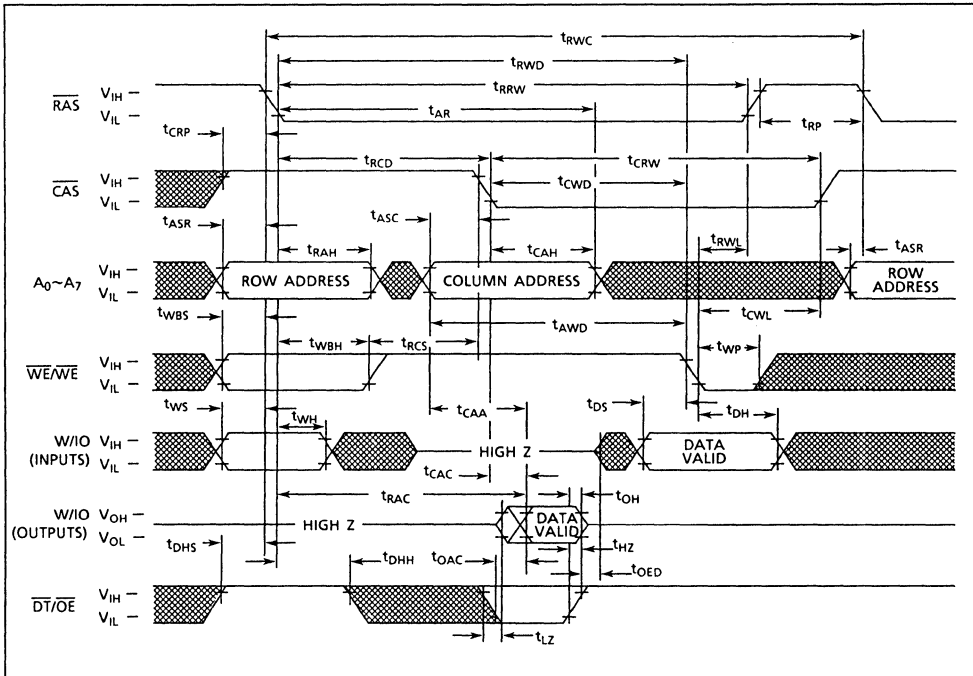 tRWC
tRWD
tRRW
tAR
RAS VIH
VIL
tRP
tCRP
tRCD
tCRW
CAS VIH
VIL
tCWD
tASC
tASR
tRAH
tCAH
tRWL
tASR
A0~A7 VIH
VIL
ROW ADDRESS
COLUMN ADDRESS
ROW
ADDRESS
tCWL
tAWD
tWBS
tWBH
tRCS
tWP
WB/WE VIH
VIL
tCAA
tDS
tDH
tWS
tWH
W/IO
(INPUTS)
VIH
VIL
HIGH Z
DATA
VALID
tCAC
tRAC
tOH
W/IO
(OUTPUTS)
VOH
VOL
HIGH Z
DATA
VALID
tHZ
tOED
tDHS
tDHH
tOAC
DT/OE VIH
VIL
tLZ